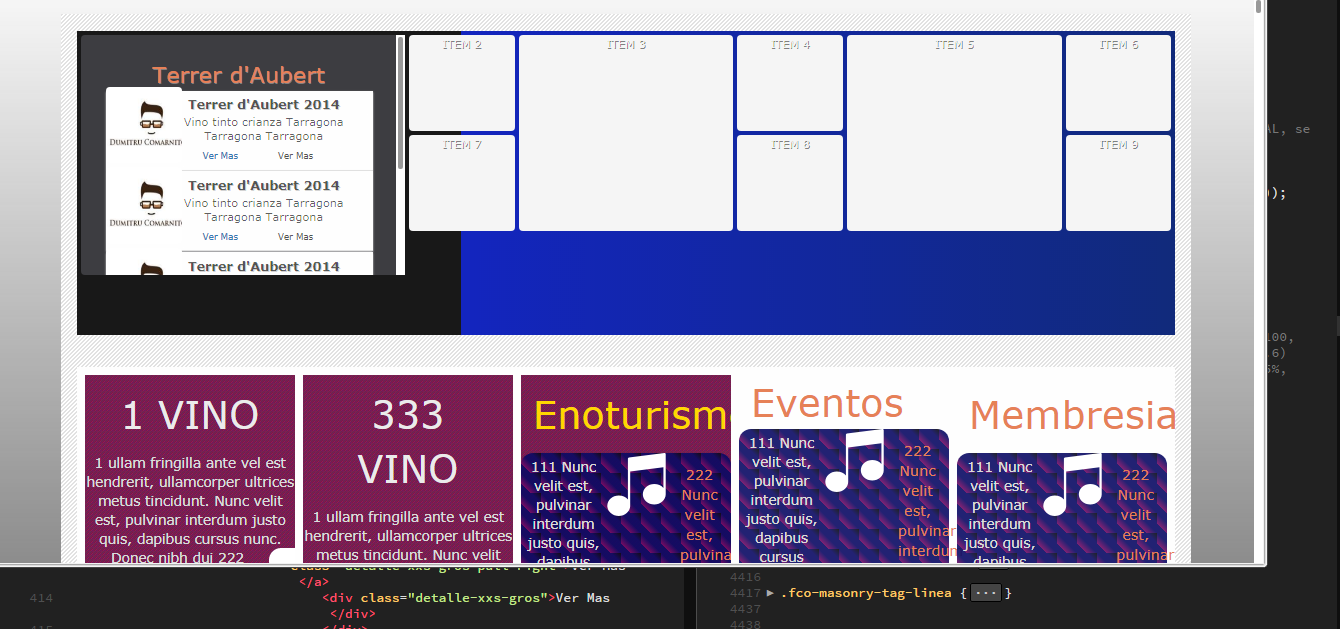 Terrer d'Aubert
DUMITRU COMARNIT
Terrer d'Aubert 2014
Vino tinto crianza Tarragona
Tarragona Tarragona
Ver Mas Ver Mas
DUMITRU COMARNIT
Terrer d'Aubert 2014
Vino tinto crianza Tarragona
Tarragona Tarragona
Ver Mas Ver Mas
Terrer d'Aubert 2014
ITEM 2
ITEM 3
ITEM 4
ITEM 5
ITEM 6
ITEM 7
ITEM 8
ITEM 9
AL, se
);
100,
.6)
5%,
1 VINO
1 ullam fringilla ante vel est
hendrerit, ullamcorper ultrices
metus tincidunt. Nunc velit
est, pulvinar interdum justo
quis, dapibus cursus nunc.
Donec nibh dui 222
333
VINO
1 ullam fringilla ante vel est
hendrerit, ullamcorper ultrices
metus tincidunt. Nunc velit
Enoturism
111 Nunc
velit est,
pulvinar
interdum
justo quis,
dapibus
222
Nunc
velit
est,
pulvina
Eventos
111 Nunc
velit est,
pulvinar
interdum
justo quis,
dapibus
cursus
222
Nunc
velit
est,
pulvinar
interdum
Membresia
111 Nunc
velit est,
pulvinar
interdum
justo quis,
dapibus
222
Nunc
velit
est,
pulvinar
</a>
414 <div class="detalle-xxs-gros">Ver Mas
</div>
415 </div>
4416
4417 .fco-masonry-tag-linea {...}
4437
4438